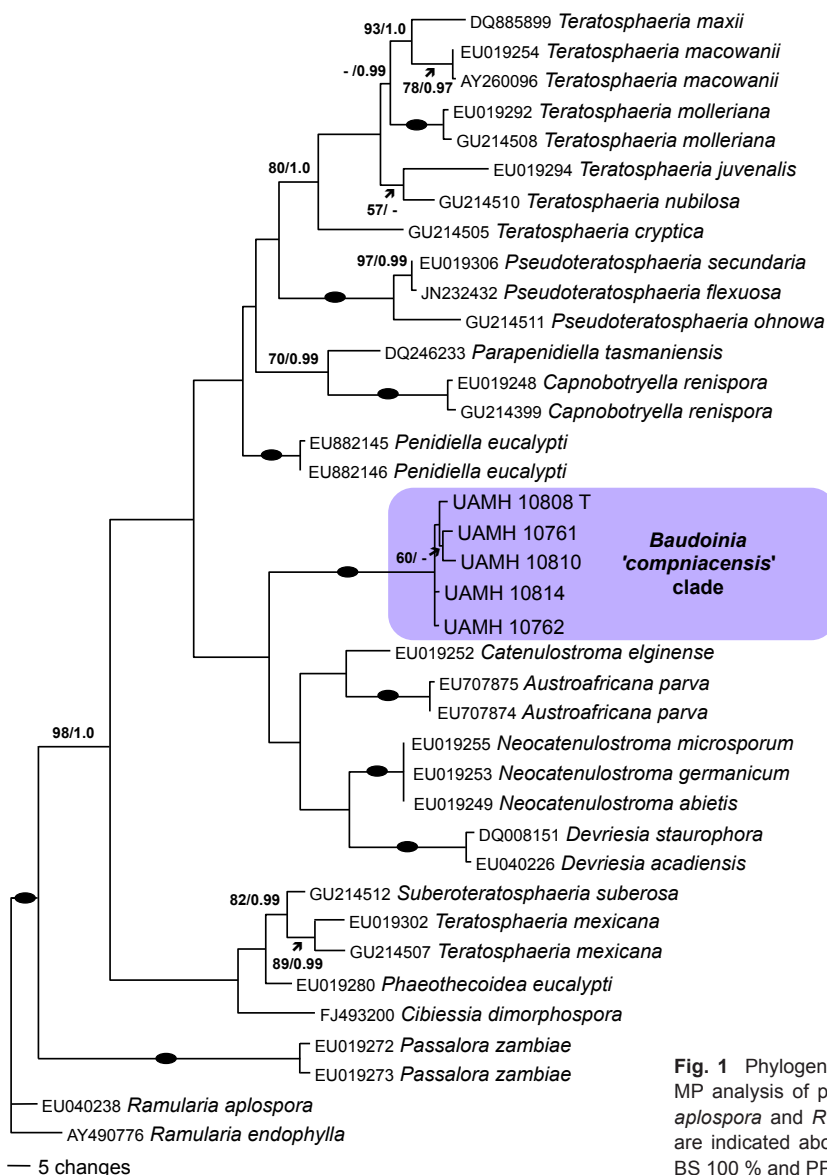 93/1.0
DQ885899 Teratosphaeria maxii
EU019254 Teratosphaeria macowanii
- /0.99
AY260096 Teratosphaeria macowanii
78/0.97
EU019292 Teratosphaeria molleriana
GU214508 Teratosphaeria molleriana
80/1.0
EU019294 Teratosphaeria juvenalis
GU214510 Teratosphaeria nubilosa
57/ -
GU214505 Teratosphaeria cryptica
97/0.99
EU019306 Pseudoteratosphaeria secundaria
JN232432 Pseudoteratosphaeria flexuosa
GU214511 Pseudoteratosphaeria ohnowa
70/0.99
DQ246233 Parapenidiella tasmaniensis
EU019248 Capnobotryella renispora
GU214399 Capnobotryella renispora
EU882145 Penidiella eucalypti
EU882146 Penidiella eucalypti
UAMH 10808 T
UAMH 10761
60/ -
UAMH 10810
UAMH 10814
UAMH 10762
Baudoinia
'compniacensis'
clade
EU019252 Catenulostroma elginense
EU707875 Austroafricana parva
EU707874 Austroafricana parva
98/1.0
EU019255 Neocatenulostroma microsporum
EU019253 Neocatenulostroma germanicum
EU019249 Neocatenulostroma abietis
DQ008151 Devriesia staurophora
EU040226 Devriesia acadiensis
82/0.99
GU214512 Suberoteratosphaeria suberosa
EU019302 Teratosphaeria mexicana
GU214507 Teratosphaeria mexicana
89/0.99
EU019280 Phaeothecoidea eucalypti
FJ493200 Cibiessia dimorphospora
EU019272 Passalora zambiae
EU019273 Passalora zambiae
EU040238 Ramularia aplospora
AY490776 Ramularia endophylla
5 changes
Fig. 1 Phylogen
MP analysis of p
aplospora and R
are indicated abo
BS 100 % and PP